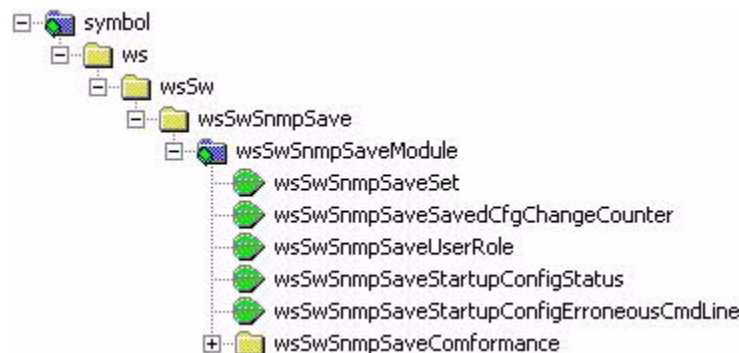 symbol
ws
wsSw
wsSwSnmpSave
wsSwSnmpSaveModule
wsSwSnmpSaveSet
wsSwSnmpSaveSavedCfgChangeCounter
wsSwSnmpSaveUserRole
wsSwSnmpSaveStartupConfigStatus
wsSwSnmpSaveStartupConfigErroneousCmdLine
wsSwSnmpSaveComformance